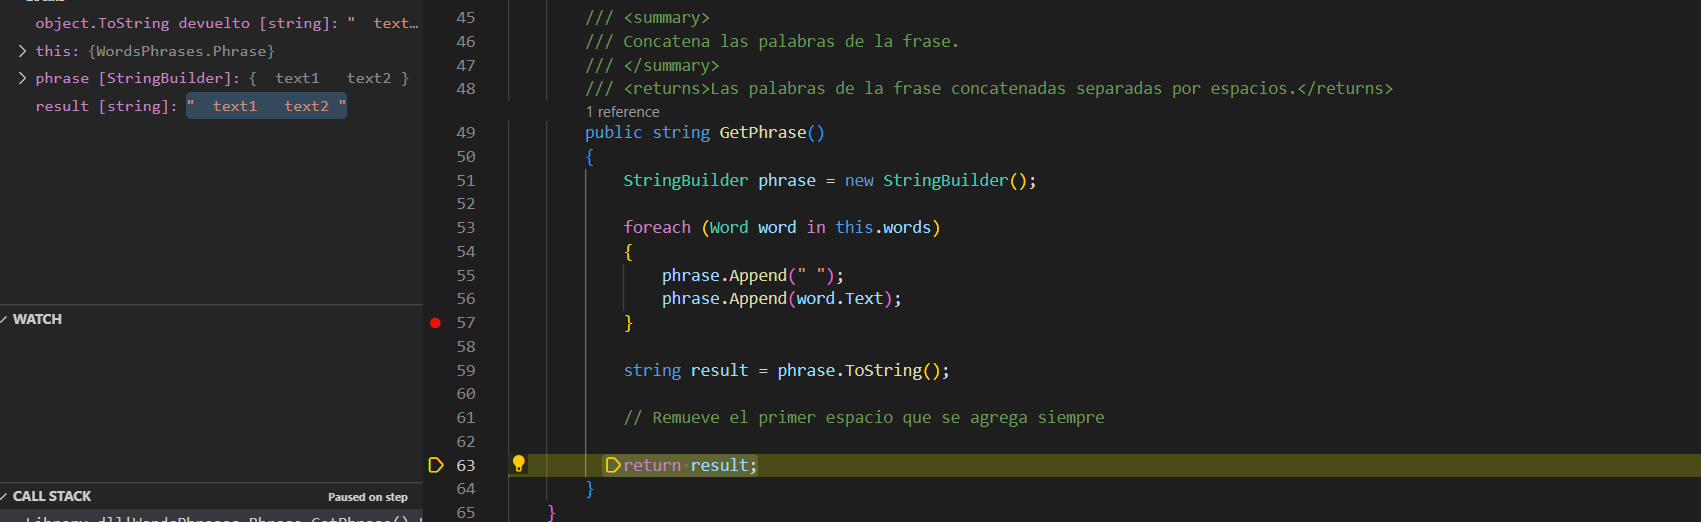 object.ToString devuelto [string]: "  text…
this: {WordsPhrases.Phrase}
phrase [StringBuilder]: {  text1   text2 }
result [string]: "  text1   text2 "
WATCH
CALL STACK
Paused on step
Library.dll!WordsPhrases.Phrase.GetPhrase()
45 /// <summary>
46 /// Concatena las palabras de la frase.
47 /// </summary>
48 /// <returns>Las palabras de la frase concatenadas separadas por espacios.</returns>
1 reference
49 public string GetPhrase()
50 {
51 StringBuilder phrase = new StringBuilder();
52
53 foreach (Word word in this.words)
54 {
55 phrase.Append(" ");
56 phrase.Append(word.Text);
57 }
58
59 string result = phrase.ToString();
60
61 // Remueve el primer espacio que se agrega siempre
62
63 return result;
64 }
65 }